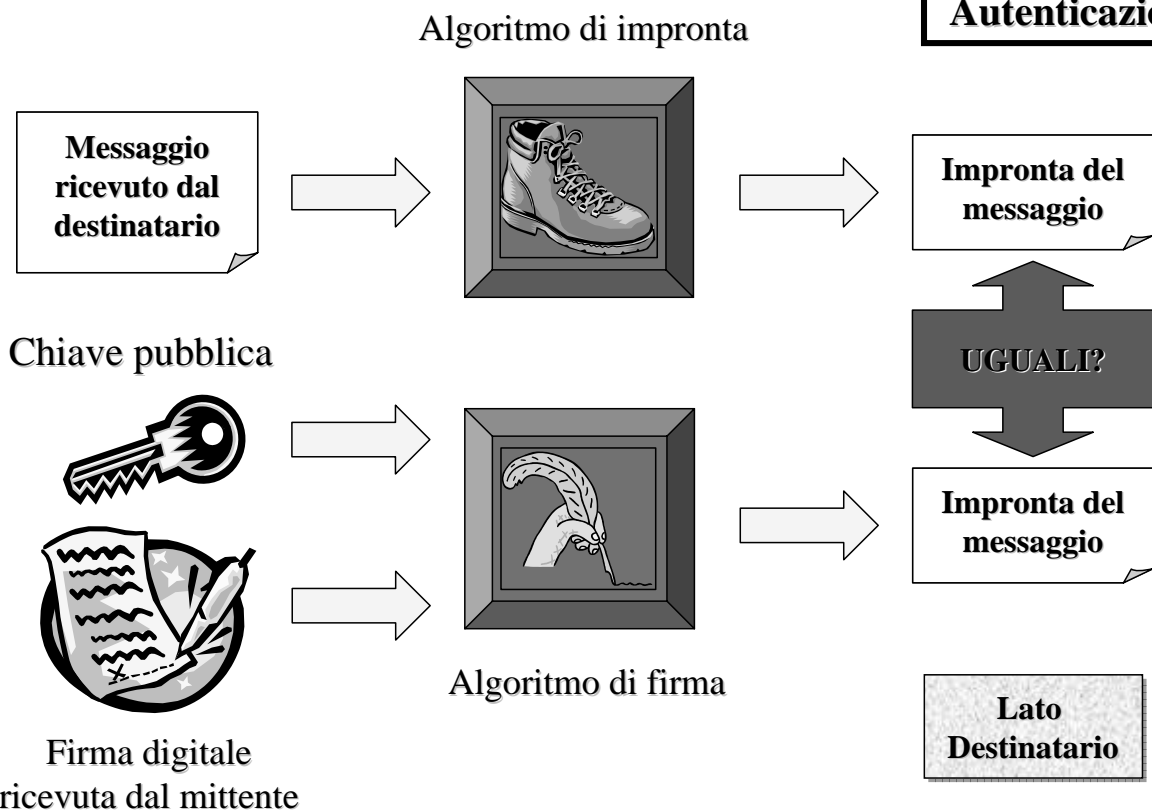 Algoritmo di impronta
Messaggio
ricevuto dal
destinatario
Impronta del
messaggio
Chiave pubblica
UGUALI?
Impronta del
messaggio
Algoritmo di firma
Firma digitale
ricevuta dal mittente
Lato
Destinatario